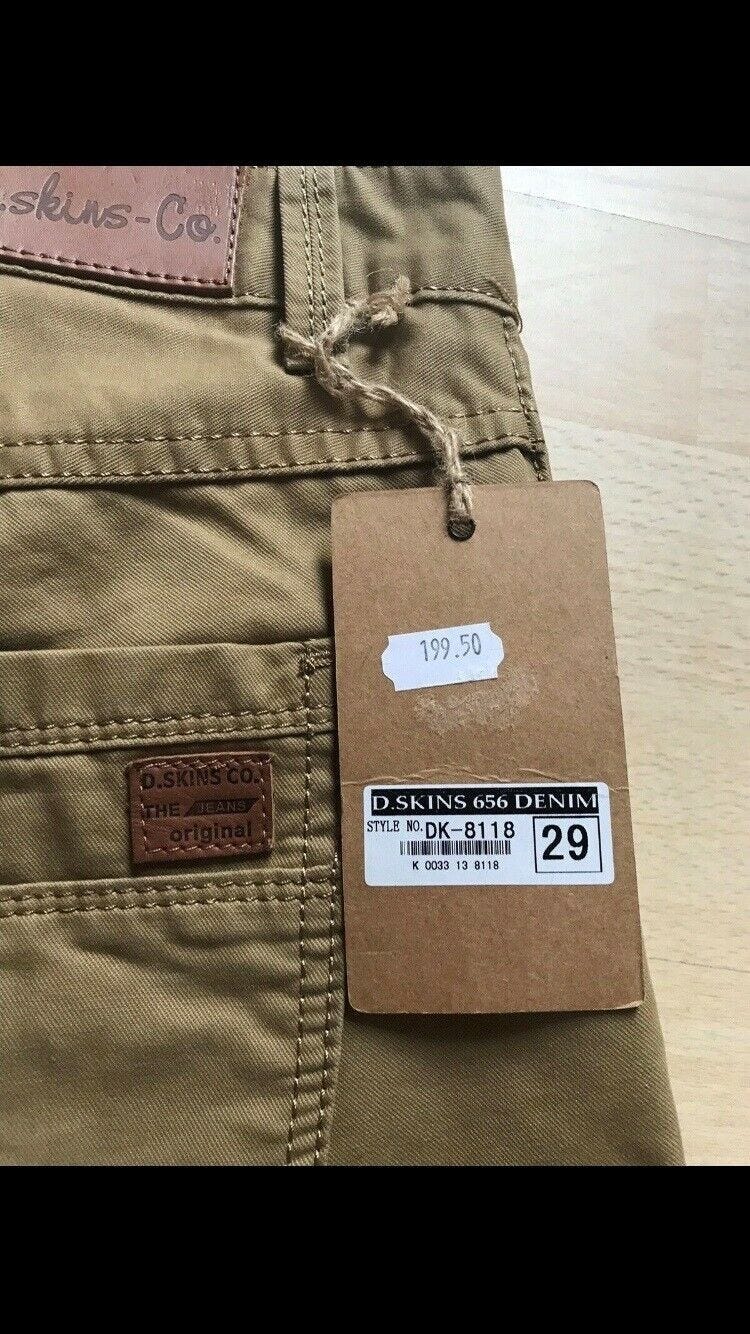 .skins-Co.
199.50
D.SKINS CO.
THE JEANS
original
D.SKINS 656 DENIM
STYLE NO. DK-8118
29
K 0033 13 8118